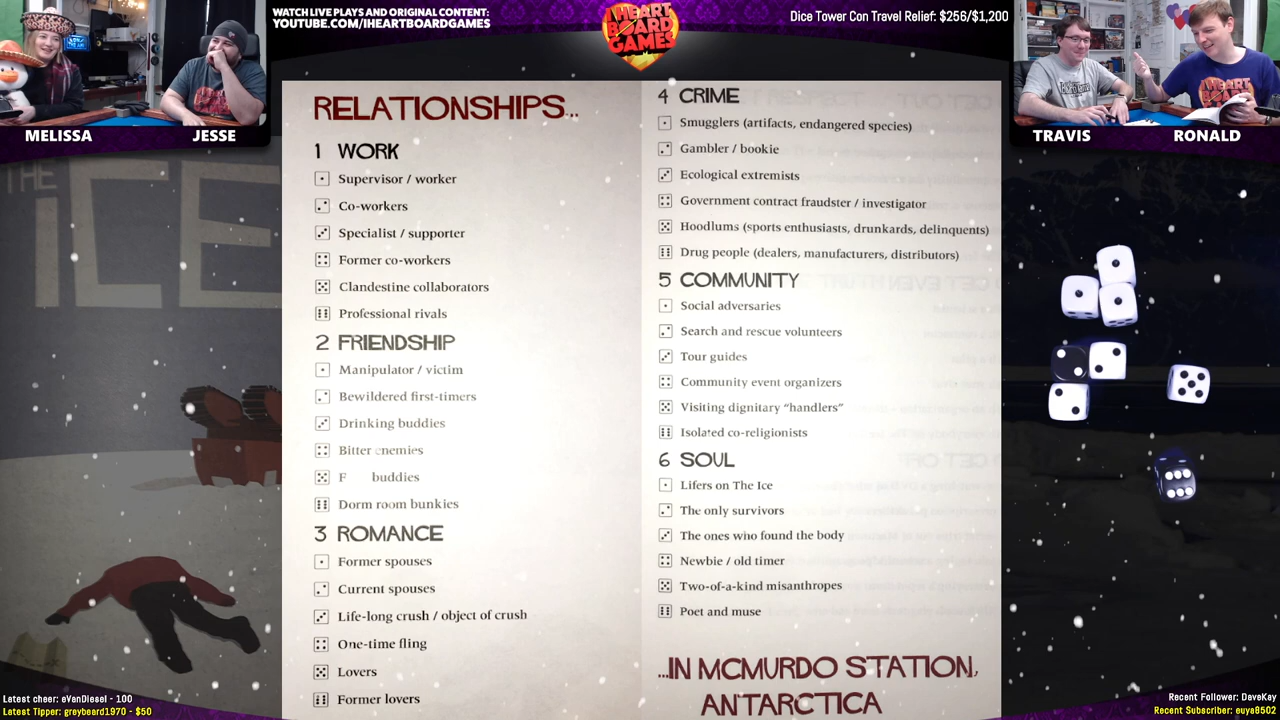 WATCH LIVE PLAYS AND ORIGINAL CONTENT:
YOUTUBE.COM/IHEARTBOARDGAMES
I HEART
BOARD
GAMES
Dice Tower Con Travel Relief: $256/$1,200
MELISSA
JESSE
TRAVIS
RONALD
THE
ICE
RELATIONSHIPS...
1 WORK
Supervisor / worker
Co-workers
Specialist / supporter
Former co-workers
Clandestine collaborators
Professional rivals
2 FRIENDSHIP
Manipulator / victim
Bewildered first-timers
Drinking buddies
Bitter enemies
F buddies
Dorm room bunkies
3 ROMANCE
Former spouses
Current spouses
Life-long crush / object of crush
One-time fling
Lovers
Former lovers
4 CRIME
Smugglers (artifacts, endangered species)
Gambler / bookie
Ecological extremists
Government contract fraudster / investigator
Hoodlums (sports enthusiasts, drunkards, delinquents)
Drug people (dealers, manufacturers, distributors)
5 COMMUNITY
Social adversaries
Search and rescue volunteers
Tour guides
Community event organizers
Visiting dignitary “handlers”
Isolated co-religionists
6 SOUL
Lifers on The Ice
The only survivors
The ones who found the body
Newbie / old timer
Two-of-a-kind misanthropes
Poet and muse
...IN MCMURDO STATION,
ANTARCTICA
Latest cheer: eVanDiesel - 100
Latest Tipper: greybeard1970 - $50
Recent Follower: DaveKay
Recent Subscriber: euya8502